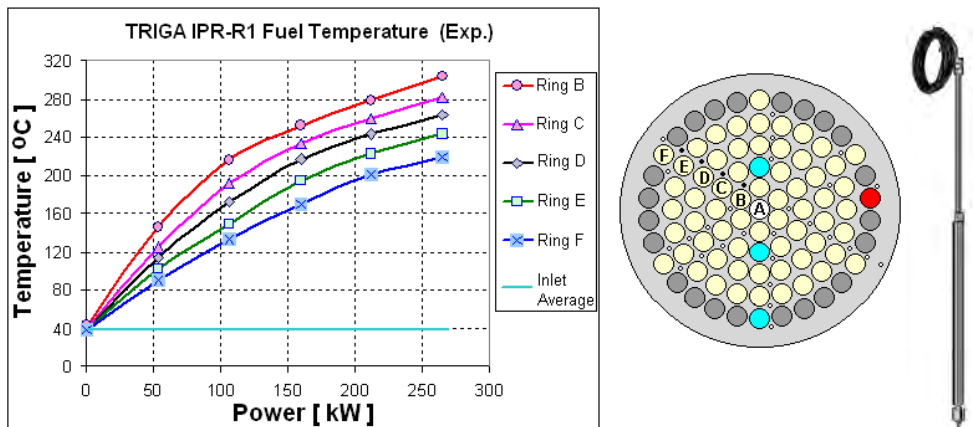 TRIGA IPR-R1 Fuel Temperature (Exp.)
Temperature [ ºC]
320
280
240
200
160
120
80
40
0
0 50 100 150 200 250 300
Power [ kW]
Ring B
Ring C
Ring D
Ring E
Ring F
Inlet
Average
F
E
D
C
B
A